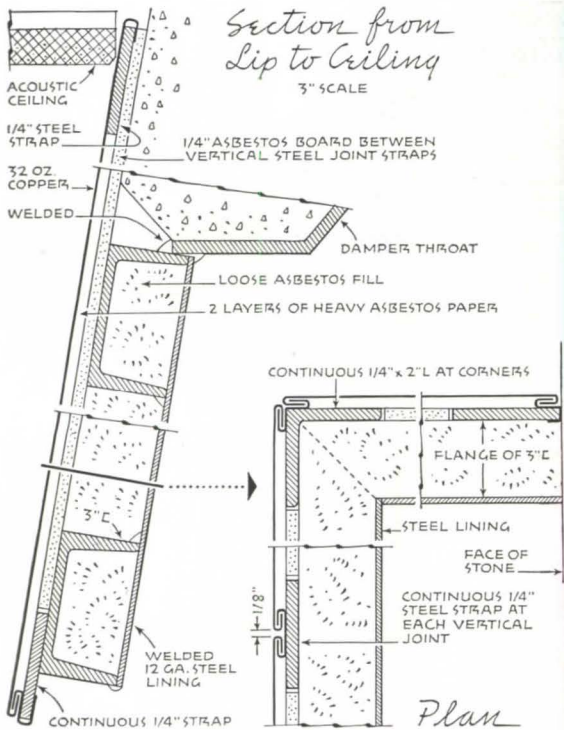 Section from
Lip to Ceiling
3" SCALE
ACOUSTIC
CEILING
1/4" STEEL
STRAP
1/4" ASBESTOS BOARD BETWEEN
VERTICAL STEEL JOINT STRAPS
32 OZ.
COPPER
WELDED
DAMPER THROAT
LOOSE ASBESTOS FILL
2 LAYERS OF HEAVY ASBESTOS PAPER
CONTINUOUS 1/4" x 2" L AT CORNERS
FLANGE OF 3" [
3" [
STEEL LINING
FACE OF
STONE
1/8"
CONTINUOUS 1/4"
STEEL STRAP AT
EACH VERTICAL
JOINT
WELDED
12 GA. STEEL
LINING
CONTINUOUS 1/4" STRAP
Plan